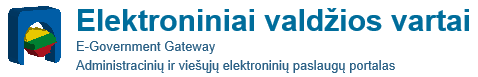 Elektroniniai valdžios vartai
E-Government Gateway
Administracinių ir viešųjų elektroninių paslaugų portalas